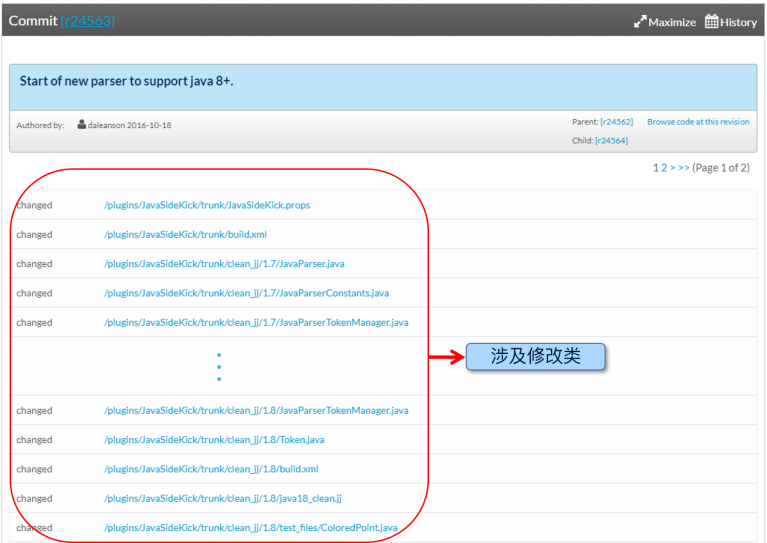 Commit [r24563] Maximize History
Start of new parser to support java 8+.
Authored by: daleanson 2016-10-18 Parent: [r24562] Browse code at this revision
Child: [r24564]
1 2 > >> (Page 1 of 2)
changed /plugins/JavaSideKick/trunk/JavaSideKick.props
changed /plugins/JavaSideKick/trunk/build.xml
changed /plugins/JavaSideKick/trunk/clean_jj/1.7/JavaParser.java
changed /plugins/JavaSideKick/trunk/clean_jj/1.7/JavaParserConstants.java
changed /plugins/JavaSideKick/trunk/clean_jj/1.7/JavaParserTokenManager.java
涉及修改类
changed /plugins/JavaSideKick/trunk/clean_jj/1.8/JavaParserTokenManager.java
changed /plugins/JavaSideKick/trunk/clean_jj/1.8/Token.java
changed /plugins/JavaSideKick/trunk/clean_jj/1.8/build.xml
changed /plugins/JavaSideKick/trunk/clean_jj/1.8/java18_clean.jj
changed /plugins/JavaSideKick/trunk/clean_jj/1.8/test_files/ColoredPoint.java